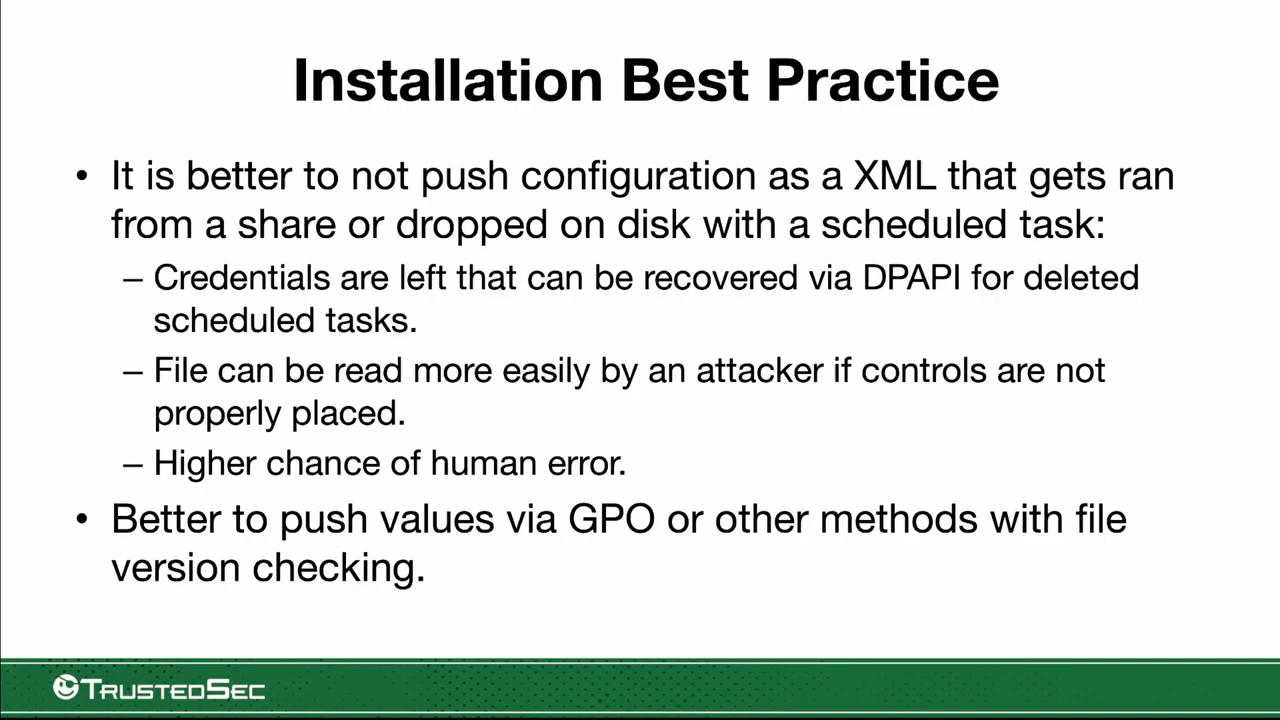 Installation Best Practice
• It is better to not push configuration as a XML that gets ran
from a share or dropped on disk with a scheduled task:
– Credentials are left that can be recovered via DPAPI for deleted
scheduled tasks.
– File can be read more easily by an attacker if controls are not
properly placed.
– Higher chance of human error.
• Better to push values via GPO or other methods with file
version checking.
TRUSTEDSEC